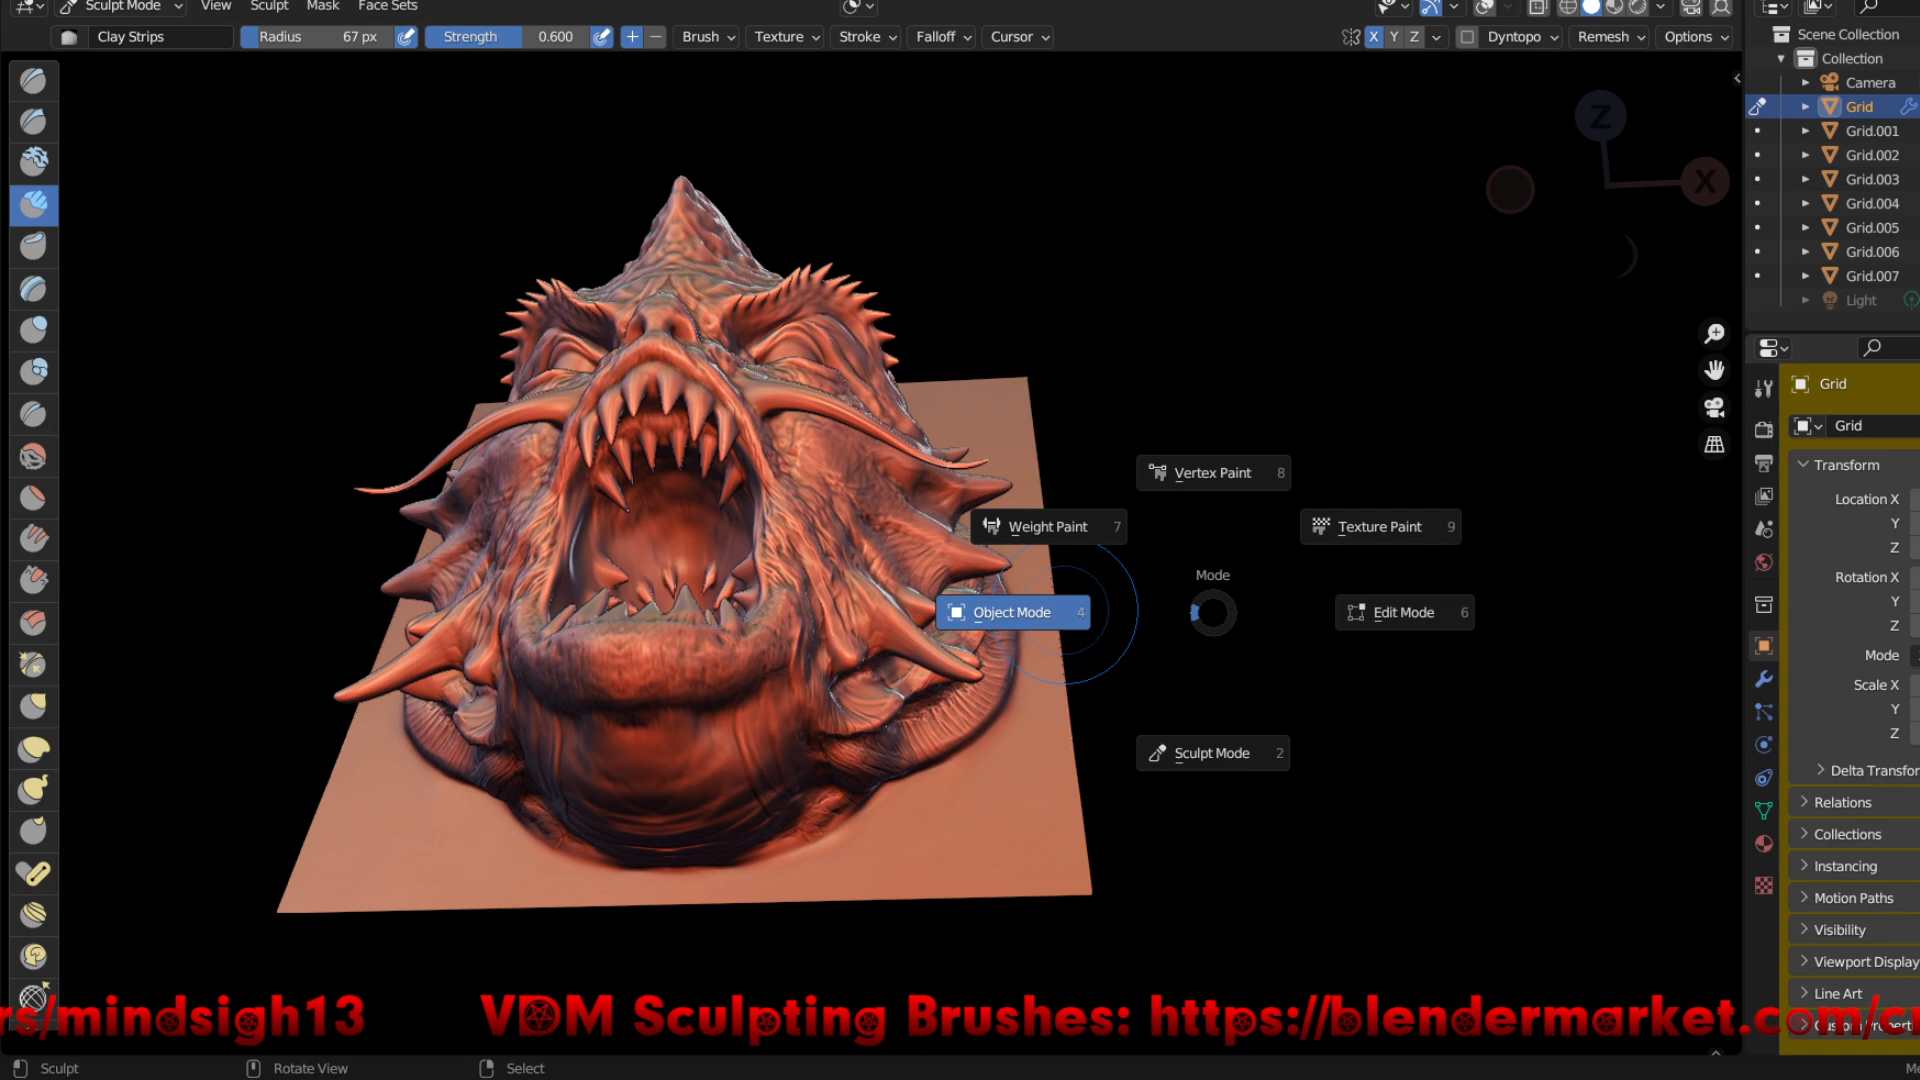 Sculpt Mode View Sculpt Mask Face Sets
Clay Strips Radius 67 px Strength 0.600 + − Brush Texture Stroke Falloff Cursor X Y Z Dyntopo Remesh Options
Scene Collection
Collection
Camera
Grid
Grid.001
Grid.002
Grid.003
Grid.004
Grid.005
Grid.006
Grid.007
Light
Z
X
Grid
Grid
Transform
Location X
Y
Z
Rotation X
Y
Z
Mode
Scale X
Y
Z
Delta Transfor
Relations
Collections
Instancing
Motion Paths
Visibility
Viewport Display
Line Art
Vertex Paint 8
Weight Paint 7
Texture Paint 9
Mode
Object Mode 4
Edit Mode 6
Sculpt Mode 2
rs/mindsigh13 VDM Sculpting Brushes: https://blendermarket.com/cr
Sculpt Rotate View Select